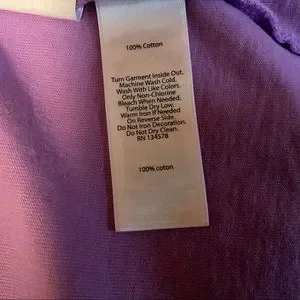 100% Cotton
Turn Garment Inside Out.
Machine Wash Cold.
Wash With Like Colors.
Only Non-Chlorine
Bleach When Needed.
Tumble Dry Low.
Warm Iron if Needed
On Reverse Side.
Do Not Iron Decoration.
Do Not Dry Clean.
RN 134578
100% coton